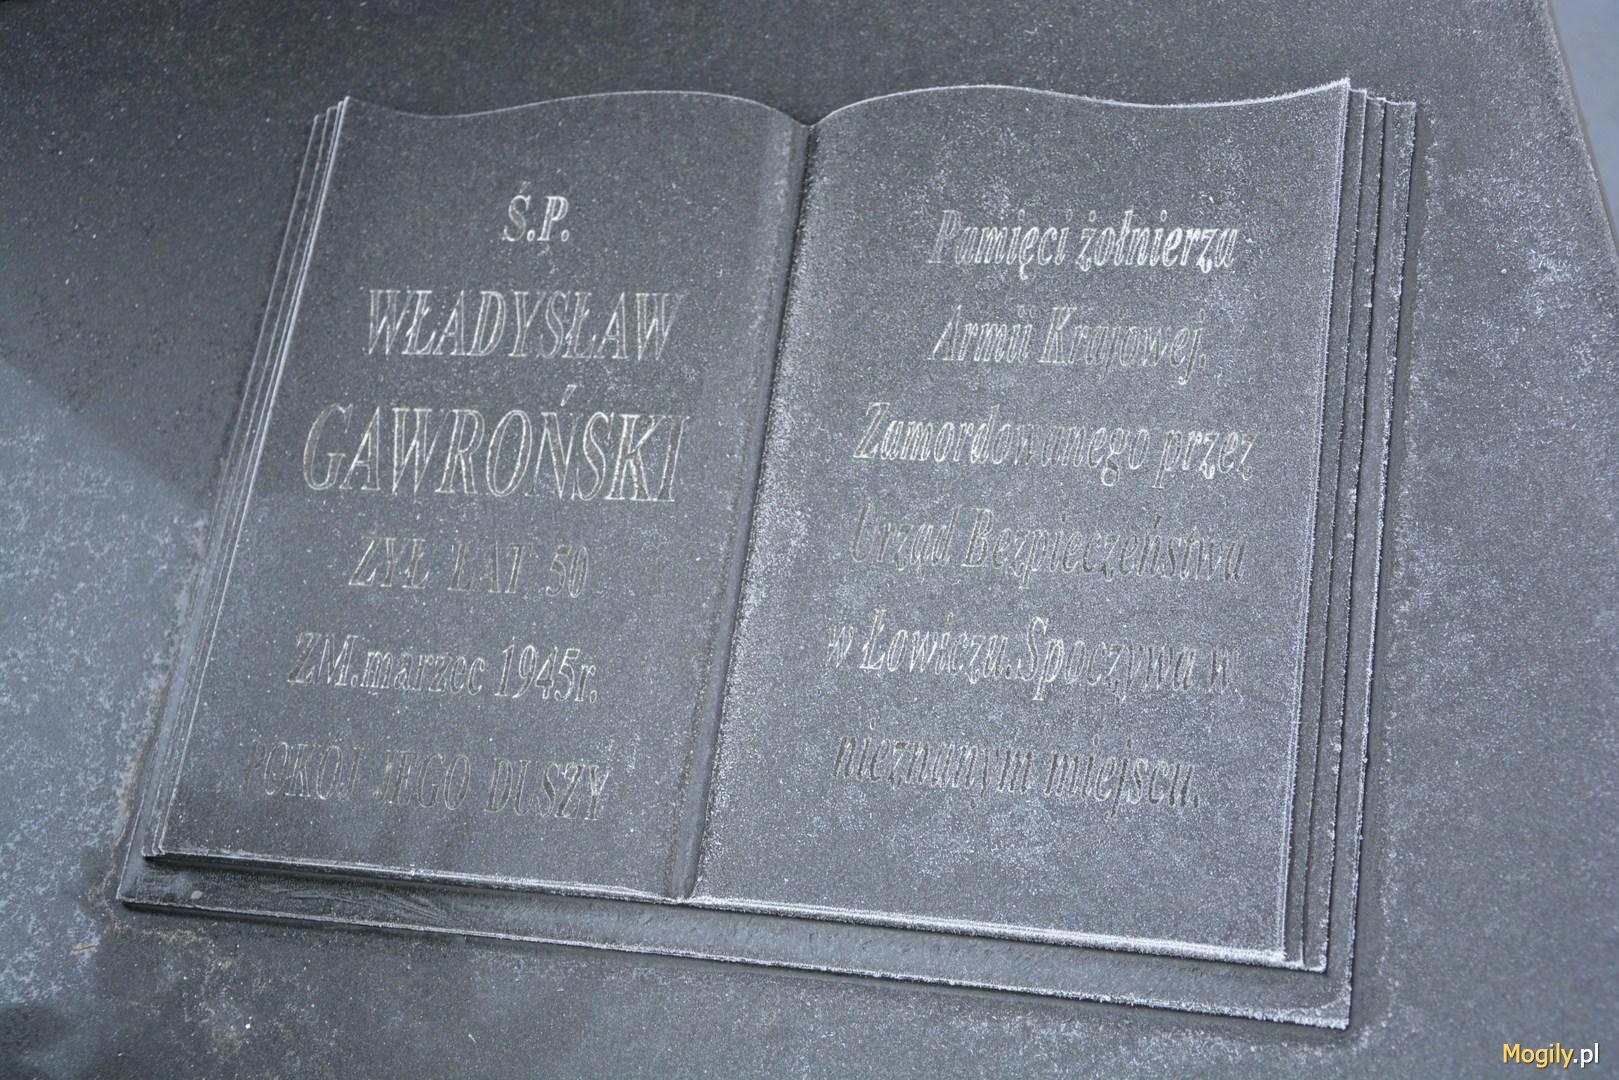 Ś.P.
WŁADYSŁAW
GAWROŃSKI
ŻYŁ LAT 50
ZM.marzec 1945r.
POKÓJ JEGO DUSZY
Pamięci żołnierza
Armii Krajowej.
Zamordowanego przez
Urząd Bezpieczeństwa
w Łowiczu.Spoczywa w
nieznanym miejscu.
Mogily.pl